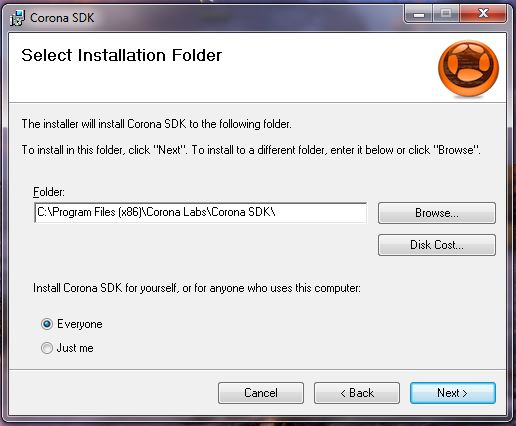 Corona SDK
Select Installation Folder
The installer will install Corona SDK to the following folder.
To install in this folder, click "Next". To install to a different folder, enter it below or click "Browse".
Folder:
C:\Program Files (x86)\Corona Labs\Corona SDK\
Browse...
Disk Cost...
Install Corona SDK for yourself, or for anyone who uses this computer:
Everyone
Just me
Cancel
< Back
Next >